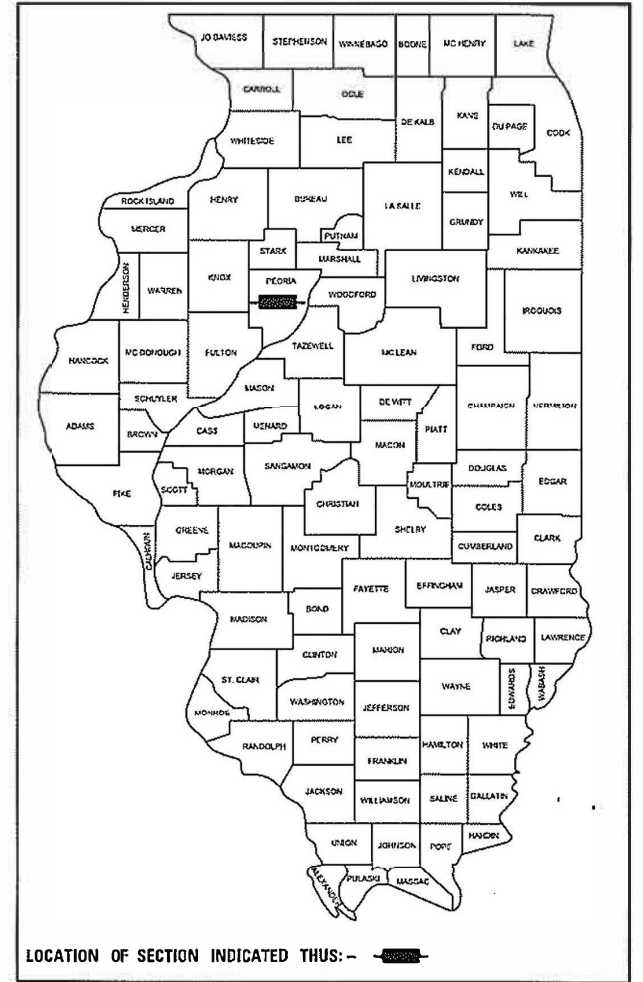 JO DAVIESS STEPHENSON WINNEBAGO BOONE MC HENRY LAKE
CARROLL OGLE
DE KALB KANE DU PAGE COOK
WHITESIDE LEE
KENDALL
ROCK ISLAND HENRY BUREAU LA SALLE WILL
MERCER PUTNAM GRUNDY
STARK MARSHALL KANKAKEE
HENDERSON WARREN KNOX PEORIA WOODFORD LIVINGSTON
IROQUOIS
HANCOCK MC DONOUGH FULTON TAZEWELL MC LEAN FORD
MASON
SCHUYLER LOGAN DE WITT CHAMPAIGN VERMILION
ADAMS BROWN CASS MENARD PIATT
MACON
MORGAN SANGAMON DOUGLAS EDGAR
PIKE SCOTT MOULTRIE
CHRISTIAN COLES
GREENE MACOUPIN SHELBY
CALHOUN MONTGOMERY CUMBERLAND CLARK
JERSEY
FAYETTE EFFINGHAM JASPER CRAWFORD
MADISON BOND
CLAY RICHLAND LAWRENCE
CLINTON MARION
ST. CLAIR WAYNE EDWARDS WABASH
WASHINGTON JEFFERSON
MONROE
RANDOLPH PERRY HAMILTON WHITE
FRANKLIN
JACKSON WILLIAMSON SALINE GALLATIN
UNION JOHNSON POPE HARDIN
ALEXANDER PULASKI MASSAC
LOCATION OF SECTION INDICATED THUS: -